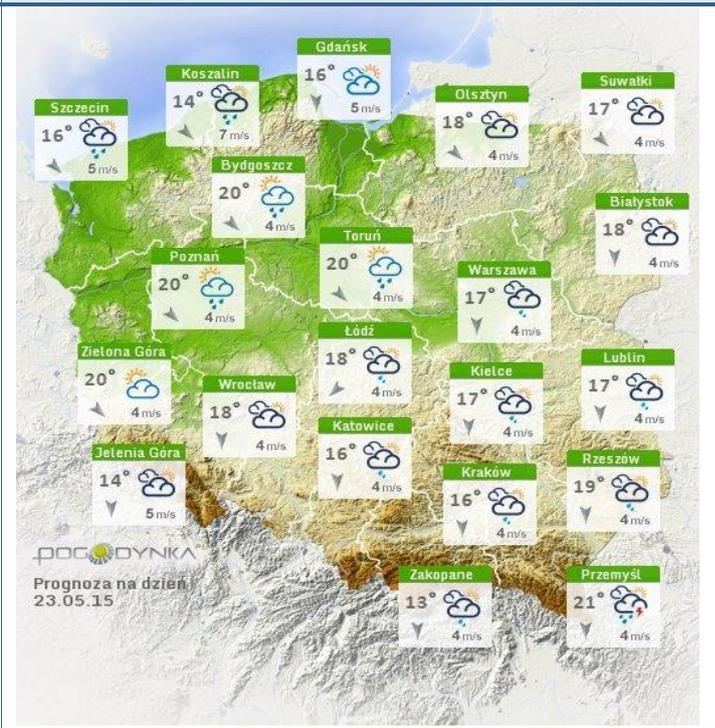 Gdańsk
16°
5 m/s
Koszalin
14°
7 m/s
Suwałki
17°
4 m/s
Olsztyn
18°
4 m/s
Szczecin
16°
5 m/s
Bydgoszcz
20°
4 m/s
Białystok
18°
4 m/s
Toruń
20°
4 m/s
Poznań
20°
4 m/s
Warszawa
17°
4 m/s
Łódź
18°
4 m/s
Zielona Góra
20°
4 m/s
Lublin
17°
4 m/s
Kielce
17°
4 m/s
Wrocław
18°
4 m/s
Katowice
16°
4 m/s
Jelenia Góra
14°
5 m/s
Rzeszów
19°
4 m/s
Kraków
16°
4 m/s
POGODYNKA
Prognoza na dzień
23.05.15
Zakopane
13°
4 m/s
Przemyśl
21°
4 m/s